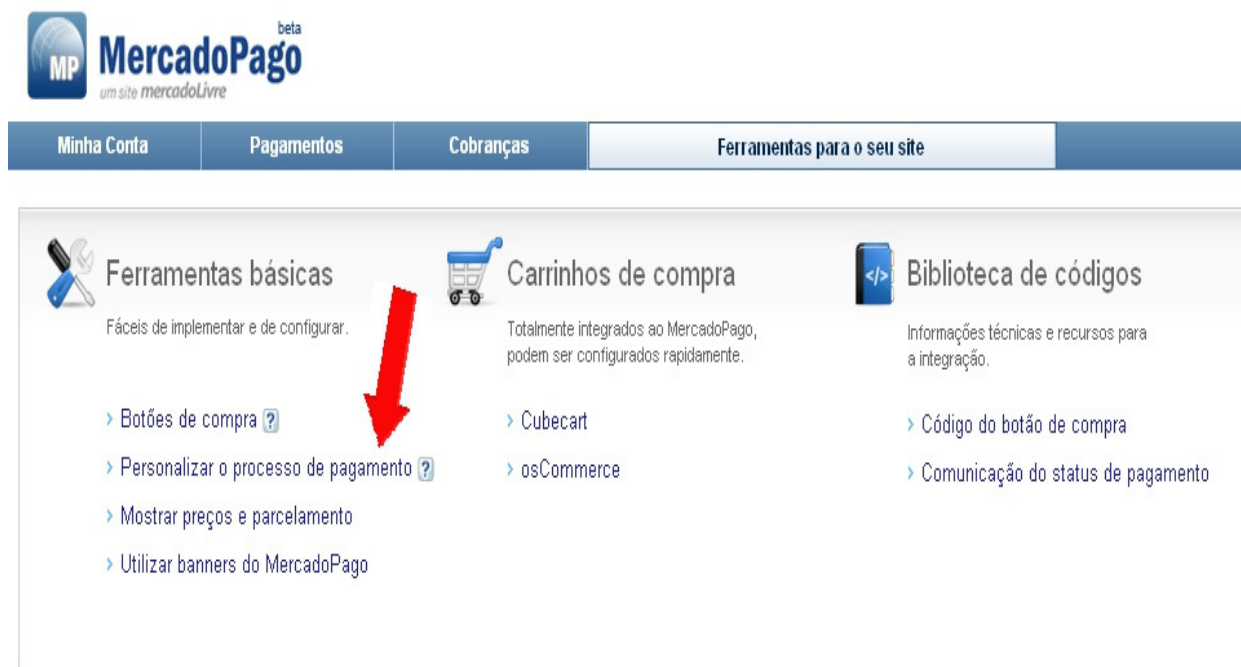 beta
MP MercadoPago
um site mercadoLivre
Minha Conta Pagamentos Cobranças Ferramentas para o seu site
Ferramentas básicas
Fáceis de implementar e de configurar.
> Botões de compra ?
> Personalizar o processo de pagamento ?
> Mostrar preços e parcelamento
> Utilizar banners do MercadoPago
Carrinhos de compra
Totalmente integrados ao MercadoPago,
podem ser configurados rapidamente.
> Cubecart
> osCommerce
</> Biblioteca de códigos
Informações técnicas e recursos para
a integração.
> Código do botão de compra
> Comunicação do status de pagamento